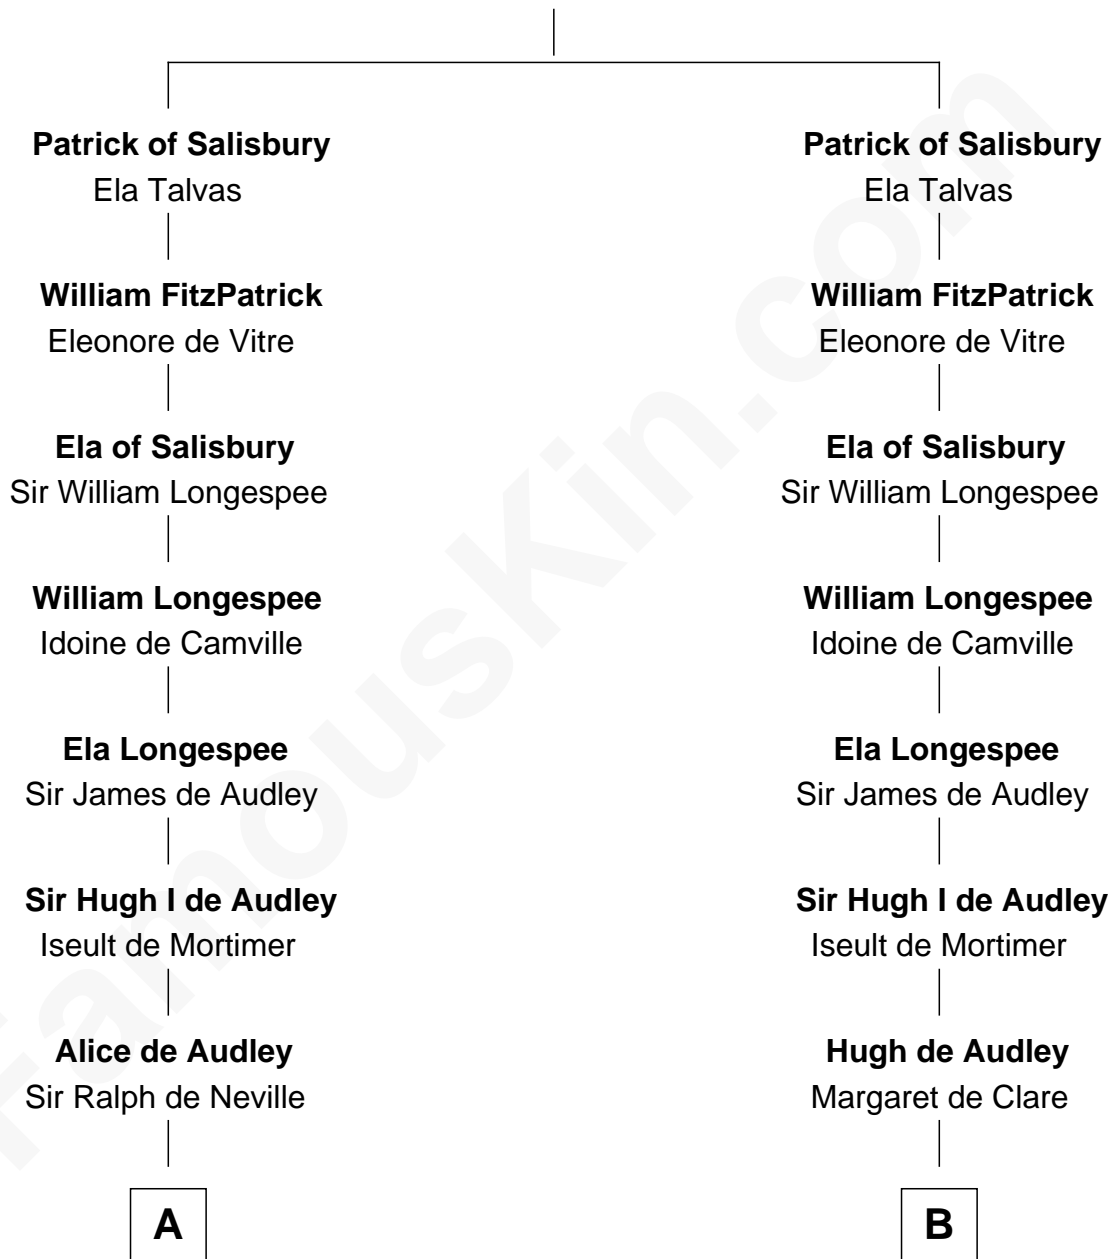 Patrick of Salisbury
Ela Talvas
William FitzPatrick
Eleonore de Vitre
Ela of Salisbury
Sir William Longespee
William Longespee
Idoine de Camville
Ela Longespee
Sir James de Audley
Sir Hugh I de Audley
Iseult de Mortimer
Alice de Audley
Sir Ralph de Neville
A
Patrick of Salisbury
Ela Talvas
William FitzPatrick
Eleonore de Vitre
Ela of Salisbury
Sir William Longespee
William Longespee
Idoine de Camville
Ela Longespee
Sir James de Audley
Sir Hugh I de Audley
Iseult de Mortimer
Hugh de Audley
Margaret de Clare
B
FamousKin.com